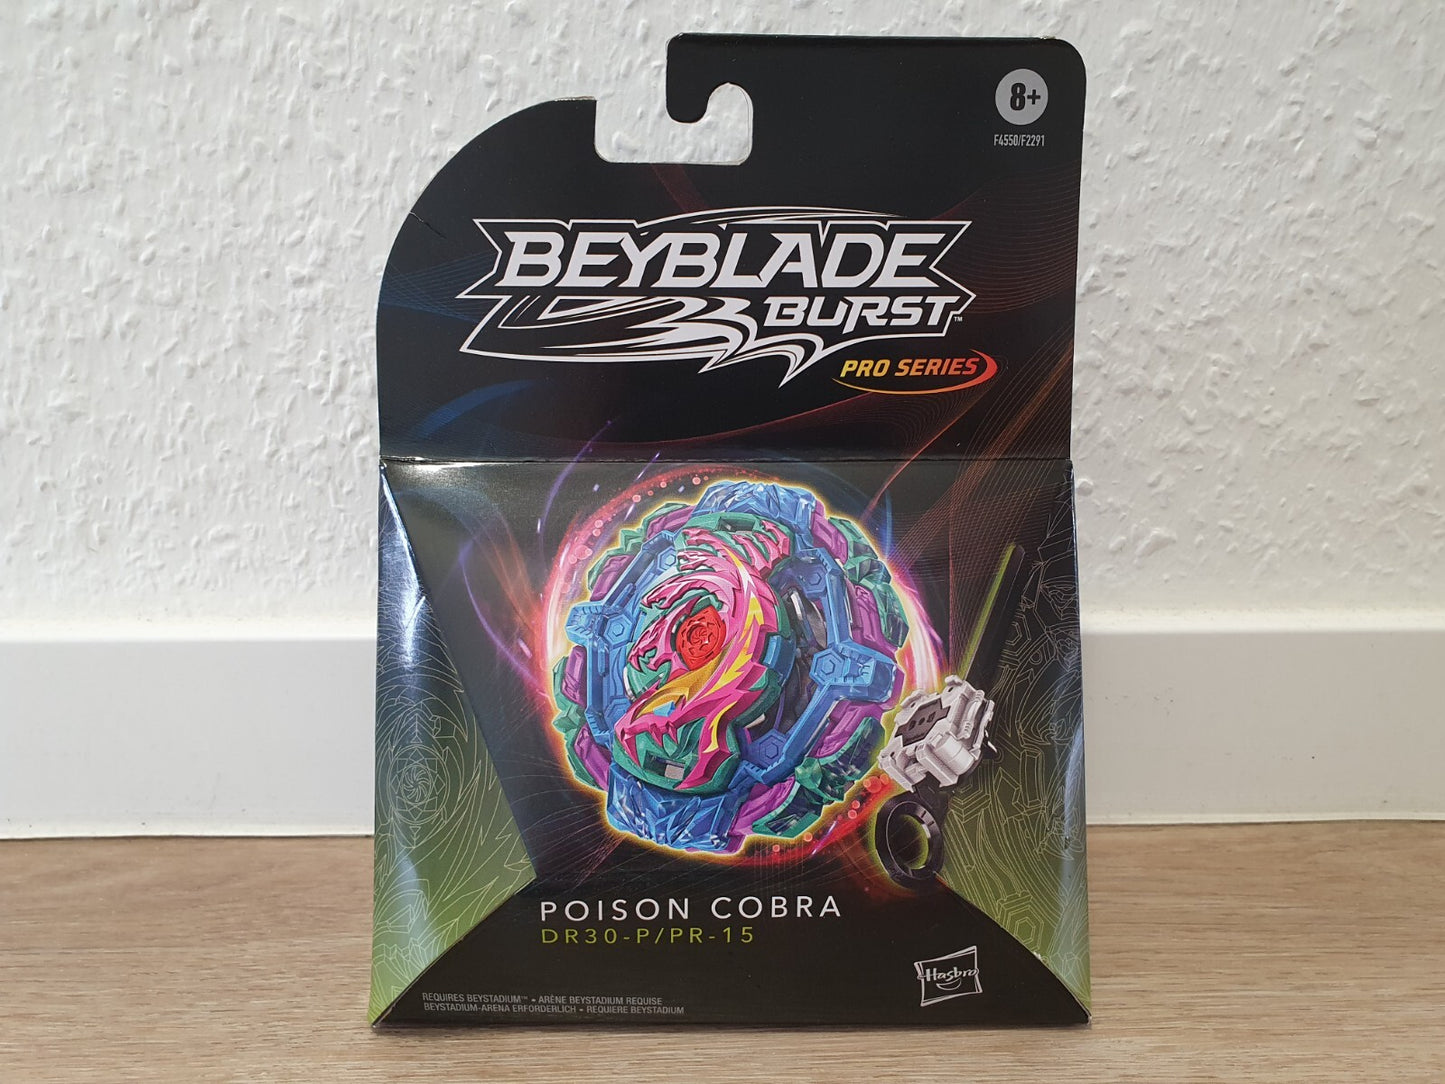 8+
F4550/F2291
BEYBLADE
BURST™
PRO SERIES
POISON COBRA
DR30-P/PR-15
Hasbro
REQUIRES BEYSTADIUM™ • ARÈNE BEYSTADIUM REQUISE
BEYSTADIUM-ARENA ERFORDERLICH • REQUIERE BEYSTADIUM